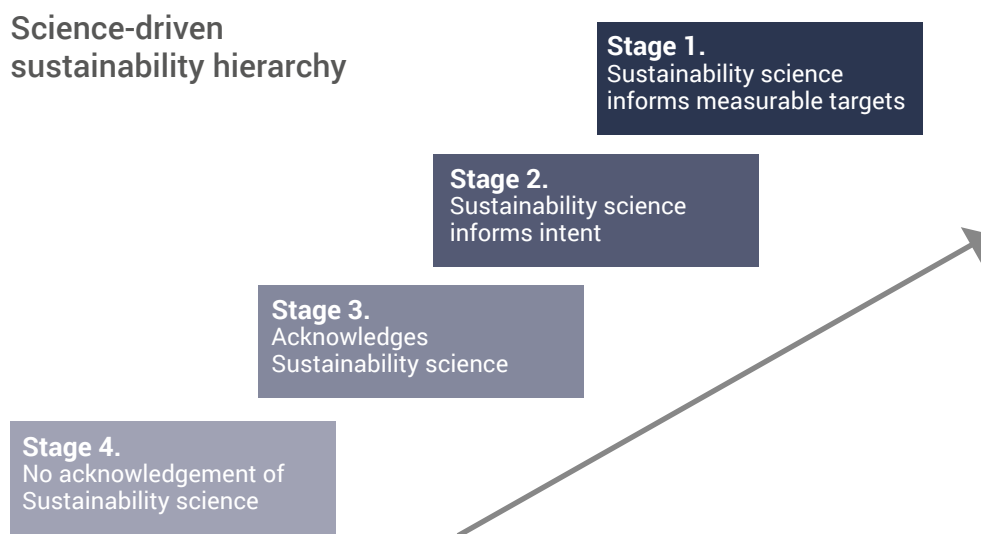 Science-driven
sustainability hierarchy
Stage 1.
Sustainability science
informs measurable targets
Stage 2.
Sustainability science
informs intent
Stage 3.
Acknowledges
Sustainability science
Stage 4.
No acknowledgement of
Sustainability science